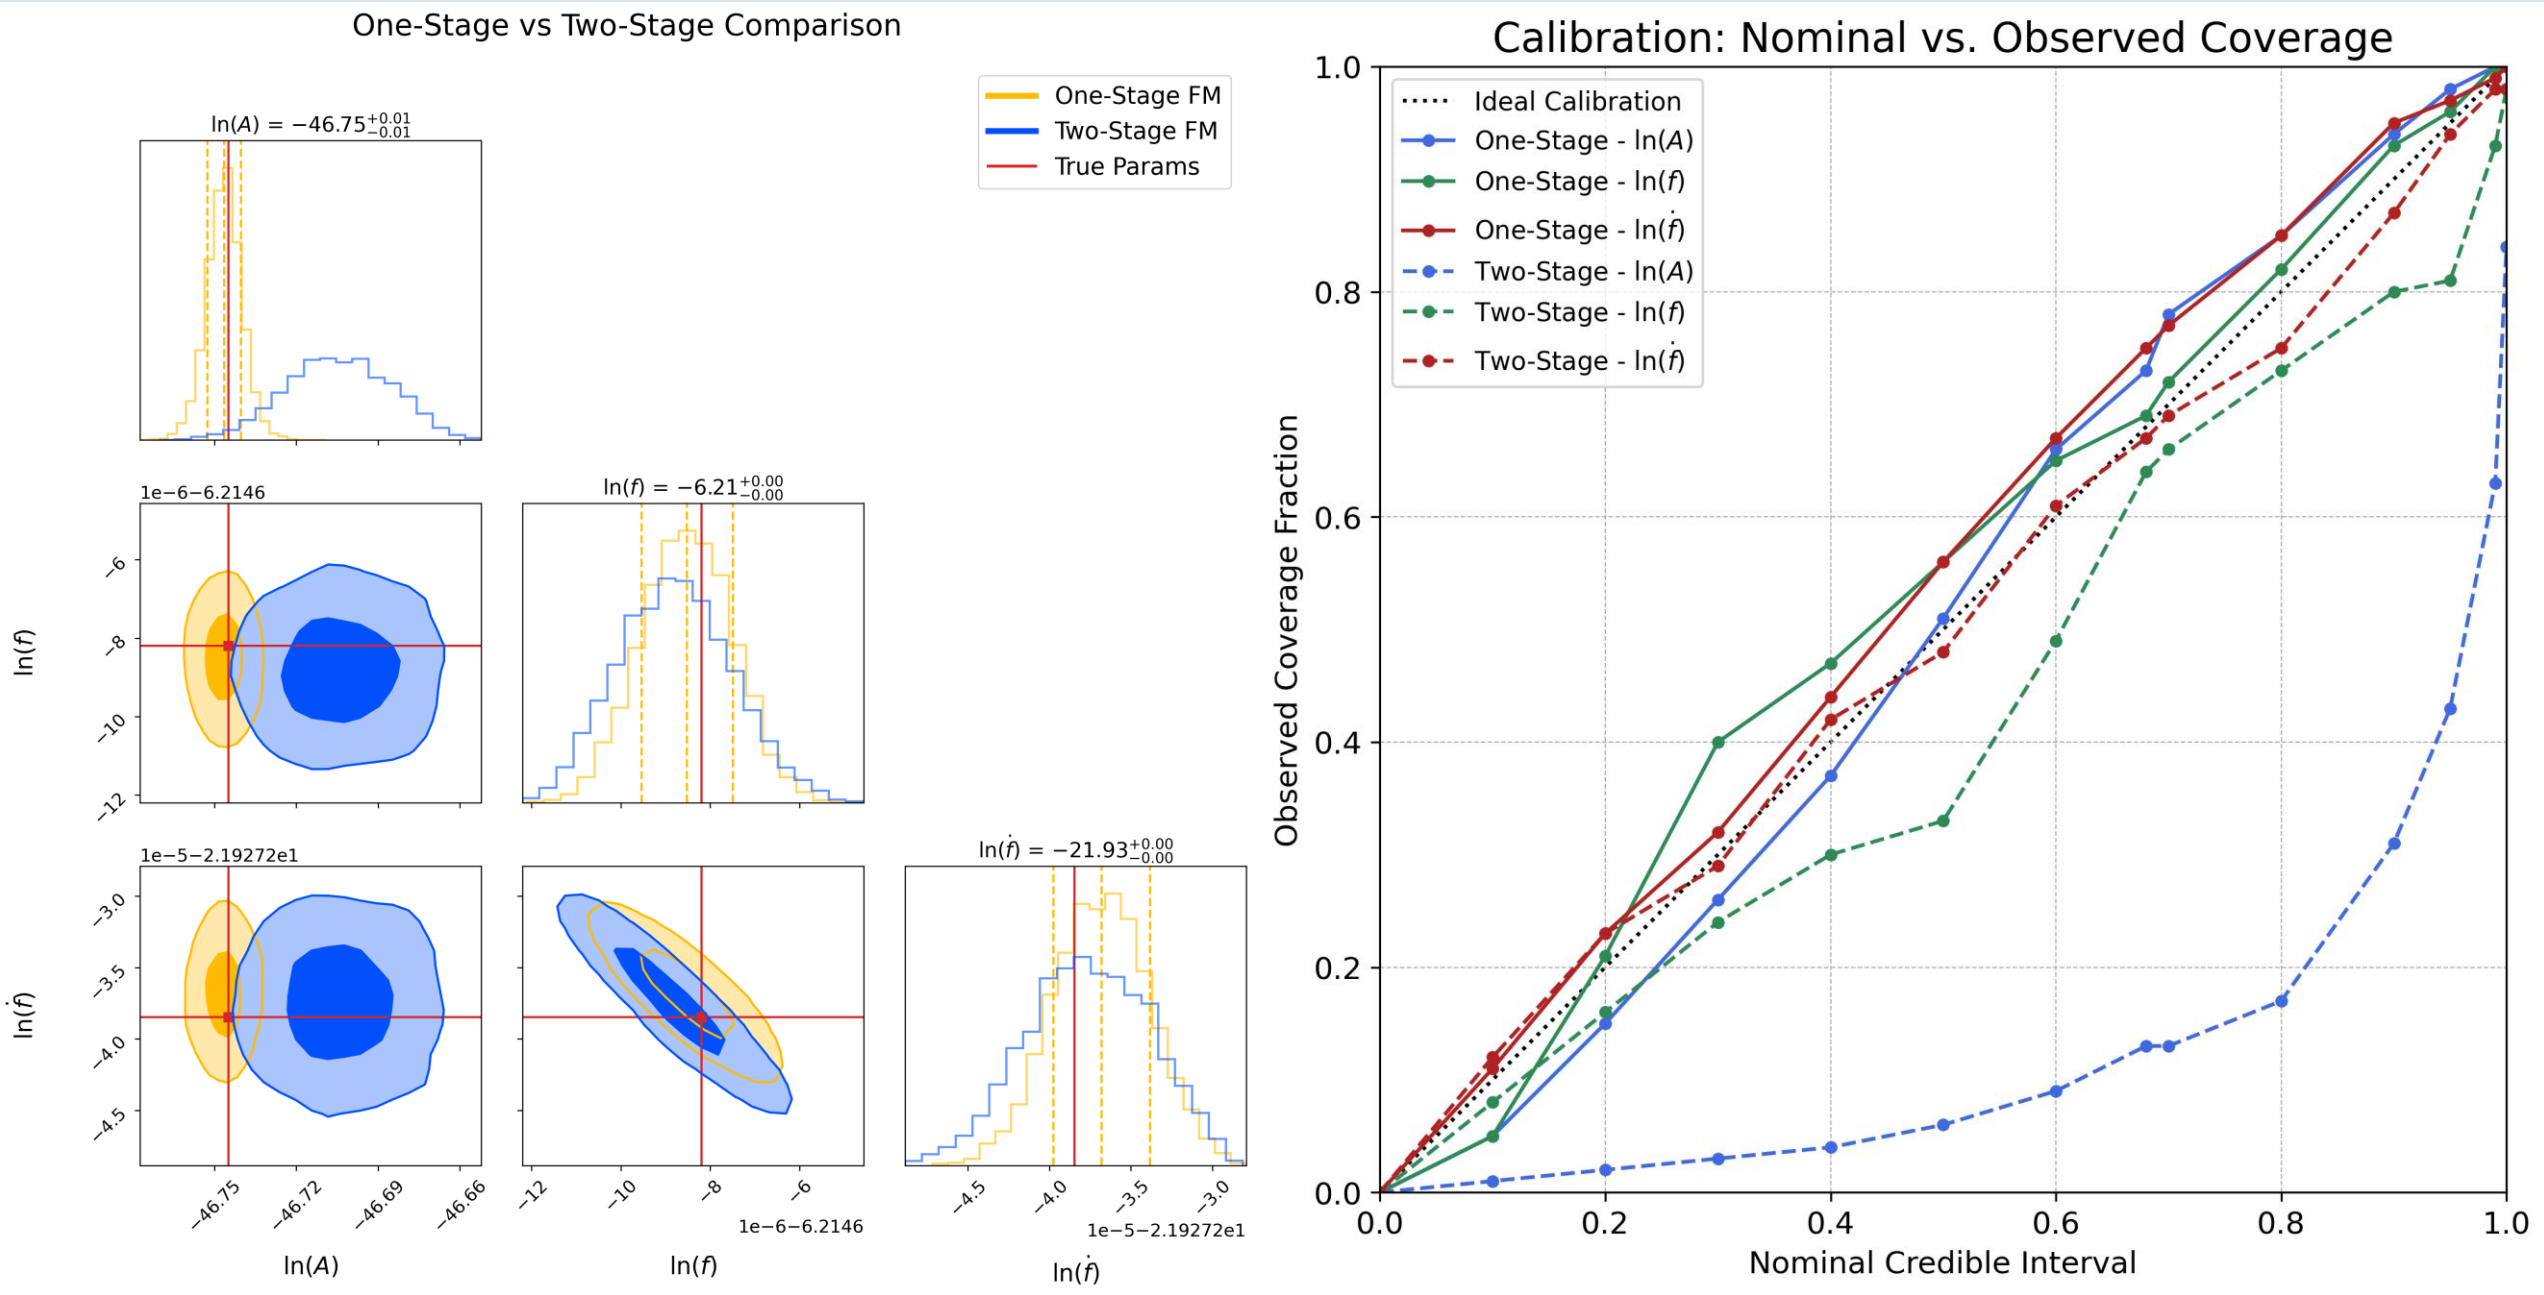 One-Stage vs Two-Stage Comparison
One-Stage FM
Two-Stage FM
True Params
ln(A) = −46.75+0.01−0.01
1e−6−6.2146
ln(f) = −6.21+0.00−0.00
ln(f)
−6
−8
−10
−12
1e−5−2.19272e1
ln(ḟ) = −21.93+0.00−0.00
ln(ḟ)
−3.0
−3.5
−4.0
−4.5
−46.75
−46.72
−46.69
−46.66
−12
−10
−8
−6
−4.5
−4.0
−3.5
−3.0
1e−6−6.2146
1e−5−2.19272e1
ln(A)
ln(f)
ln(ḟ)
Calibration: Nominal vs. Observed Coverage
Ideal Calibration
One-Stage - ln(A)
One-Stage - ln(f)
One-Stage - ln(ḟ)
Two-Stage - ln(A)
Two-Stage - ln(f)
Two-Stage - ln(ḟ)
Observed Coverage Fraction
1.0
0.8
0.6
0.4
0.2
0.0
0.0
0.2
0.4
0.6
0.8
1.0
Nominal Credible Interval